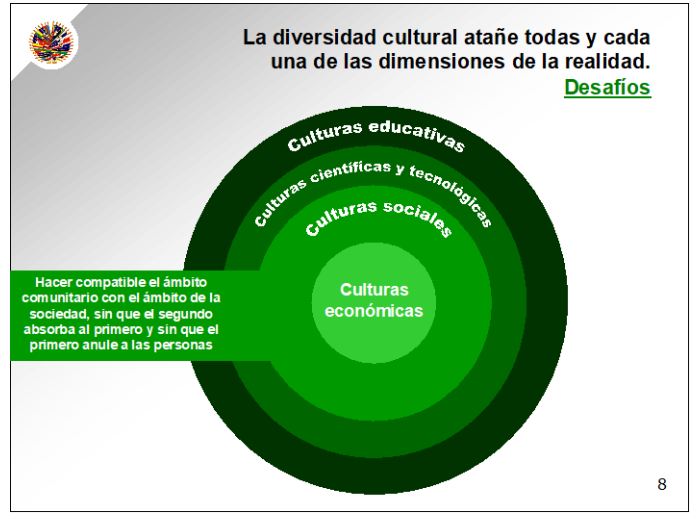 La diversidad cultural atañe todas y cada
una de las dimensiones de la realidad.
Desafíos
Culturas educativas
Culturas científicas y tecnológicas
Culturas sociales
Culturas
económicas
Hacer compatible el ámbito
comunitario con el ámbito de la
sociedad, sin que el segundo
absorba al primero y sin que el
primero anule a las personas
8